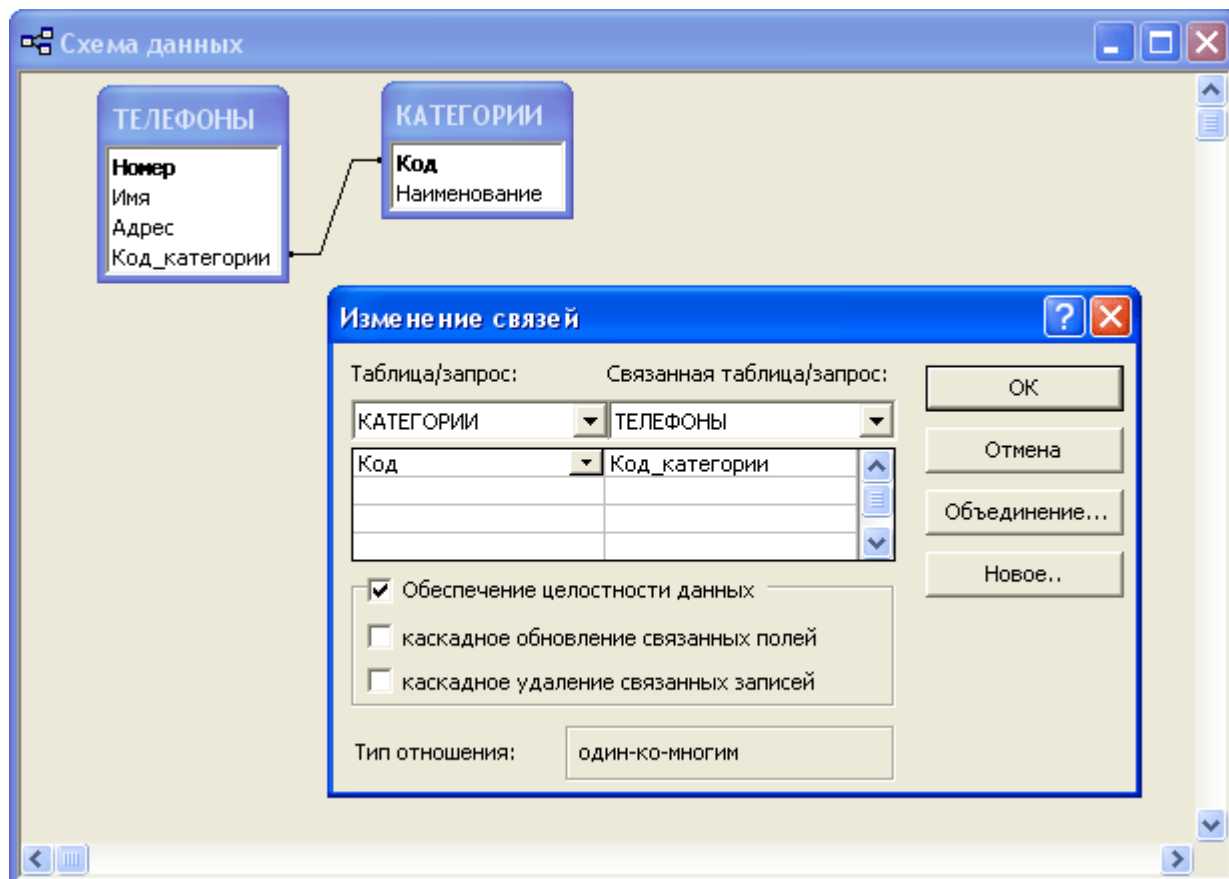 Схема данных
ТЕЛЕФОНЫ
Номер
Имя
Адрес
Код_категории
КАТЕГОРИИ
Код
Наименование
Изменение связей
Таблица/запрос: Связанная таблица/запрос:
КАТЕГОРИИ ТЕЛЕФОНЫ
Код Код_категории
ОК
Отмена
Объединение...
Новое..
Обеспечение целостности данных
каскадное обновление связанных полей
каскадное удаление связанных записей
Тип отношения: один-ко-многим